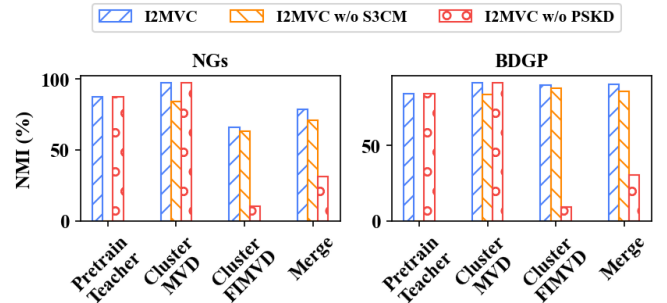 I2MVC I2MVC w/o S3CM I2MVC w/o PSKD
NGs BDGP
NMI (%)
100
50
0
50
0
Pretrain
Teacher
Cluster
MVD
Cluster
FIMVD
Merge
Pretrain
Teacher
Cluster
MVD
Cluster
FIMVD
Merge